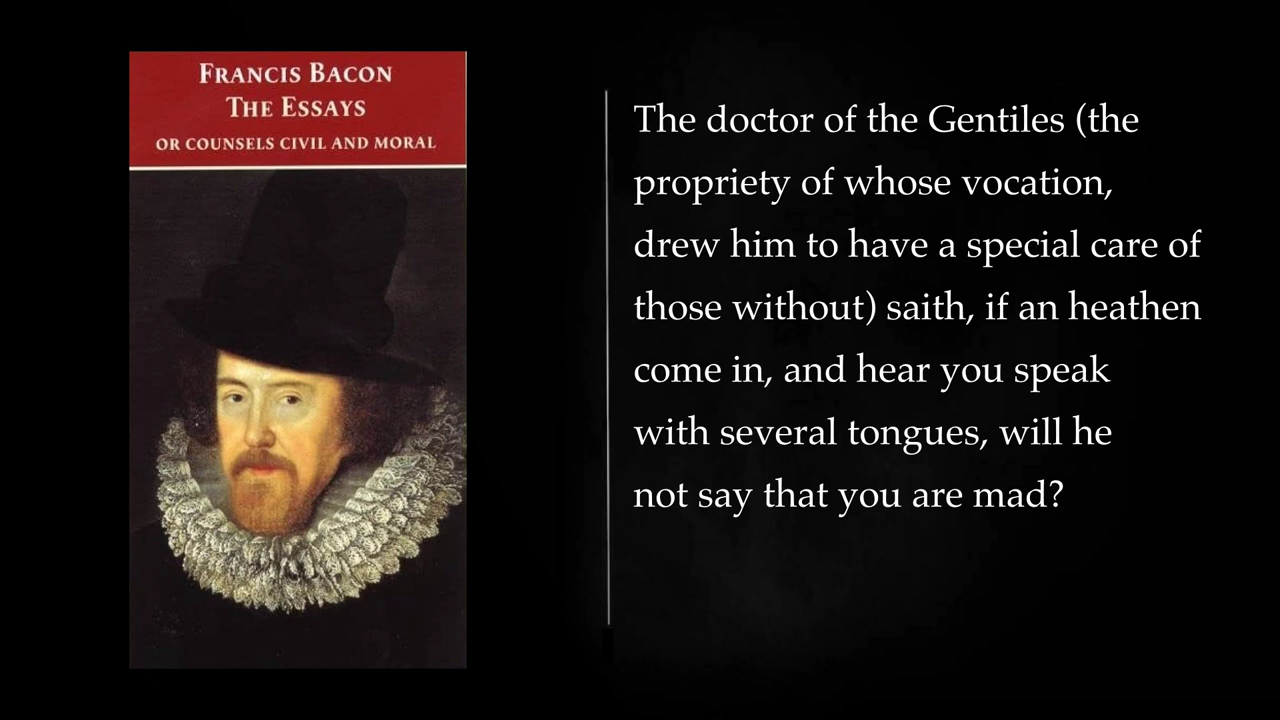 FRANCIS BACON
THE ESSAYS
OR COUNSELS CIVIL AND MORAL
The doctor of the Gentiles (the
propriety of whose vocation,
drew him to have a special care of
those without) saith, if an heathen
come in, and hear you speak
with several tongues, will he
not say that you are mad?